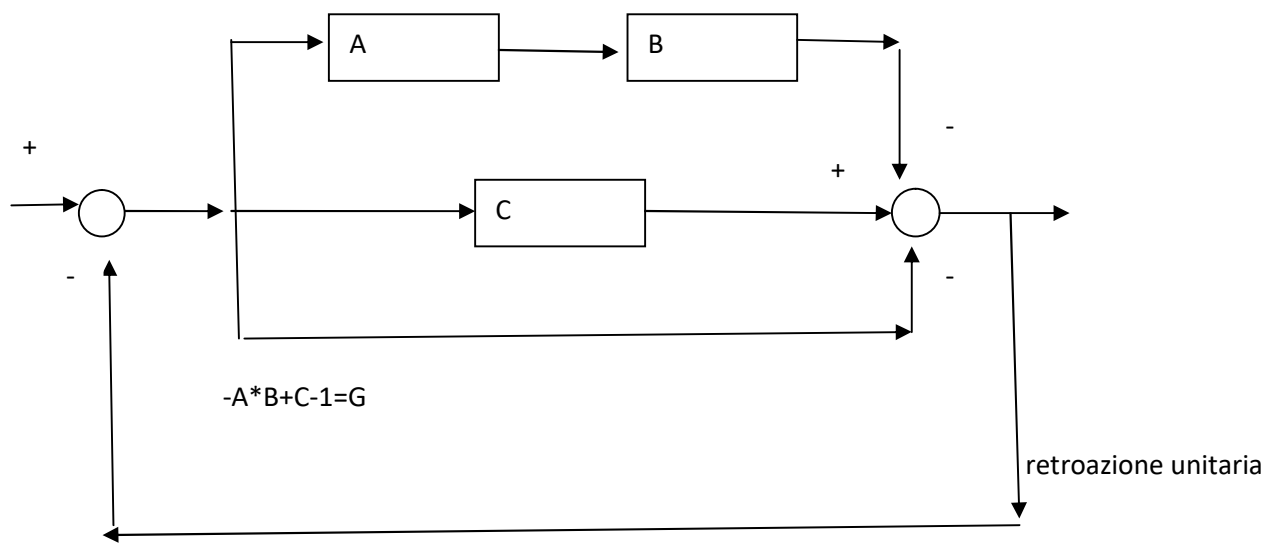 A
B
-
+
+
C
-
-
-A*B+C-1=G
retroazione unitaria